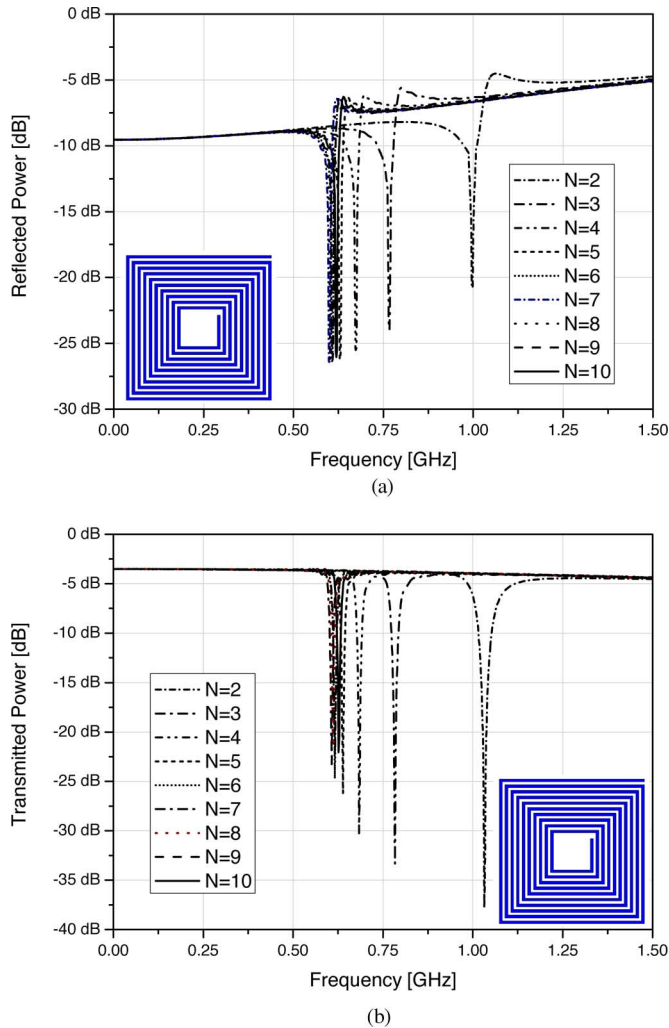 0 dB
-5 dB
-10 dB
-15 dB
-20 dB
-25 dB
-30 dB
Reflected Power [dB]
N=2
N=3
N=4
N=5
N=6
N=7
N=8
N=9
N=10
0.00 0.25 0.50 0.75 1.00 1.25 1.50
Frequency [GHz]
(a)
0 dB
-5 dB
-10 dB
-15 dB
-20 dB
-25 dB
-30 dB
-35 dB
-40 dB
Transmitted Power [dB]
N=2
N=3
N=4
N=5
N=6
N=7
N=8
N=9
N=10
0.00 0.25 0.50 0.75 1.00 1.25 1.50
Frequency [GHz]
(b)